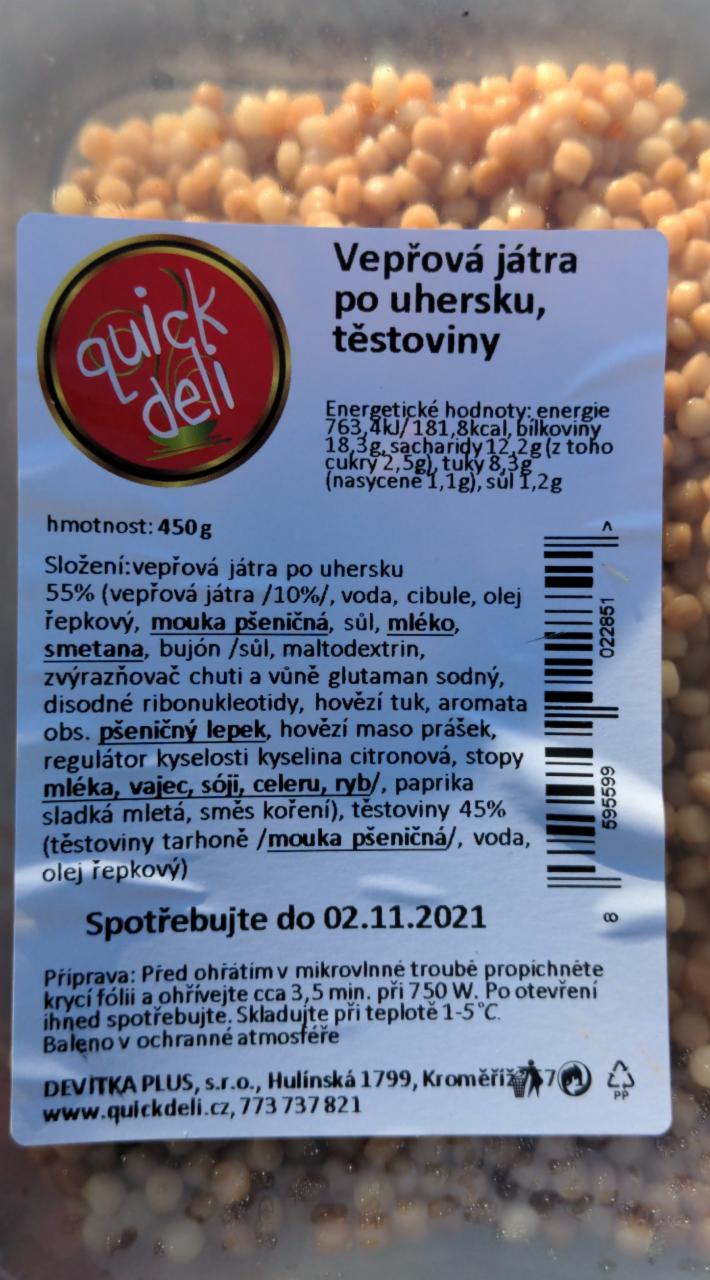 quick
deli
Vepřová játra
po uhersku,
těstoviny
Energetické hodnoty: energie
763,4kJ/181,8kcal, bílkoviny
18,3g, sacharidy 12,2g (z toho
cukry 2,5g), tuky 8,3g
(nasycené 1,1g), sůl 1,2g
hmotnost: 450 g
Složení:vepřová játra po uhersku
55% (vepřová játra /10%/, voda, cibule, olej
řepkový, mouka pšeničná, sůl, mléko,
smetana, bujón /sůl, maltodextrin,
zvýrazňovač chuti a vůně glutaman sodný,
disodné ribonukleotidy, hovězí tuk, aromata
obs. pšeničný lepek, hovězí maso prášek,
regulátor kyselosti kyselina citronová, stopy
mléka, vajec, sóji, celeru, ryb/, paprika
sladká mletá, směs koření), těstoviny 45%
(těstoviny tarhoně /mouka pšeničná/, voda,
olej řepkový)
8 595599 022851 >
Spotřebujte do 02.11.2021
Příprava: Před ohřátím v mikrovlnné troubě propíchněte
krycí fólii a ohřívejte cca 3,5 min. při 750 W. Po otevření
ihned spotřebujte. Skladujte při teplotě 1-5°C.
Baleno v ochranné atmosféře
DEVÍTKA PLUS, s.r.o., Hulínská 1799, Kroměříž
www.quickdeli.cz, 773 737 821
PP